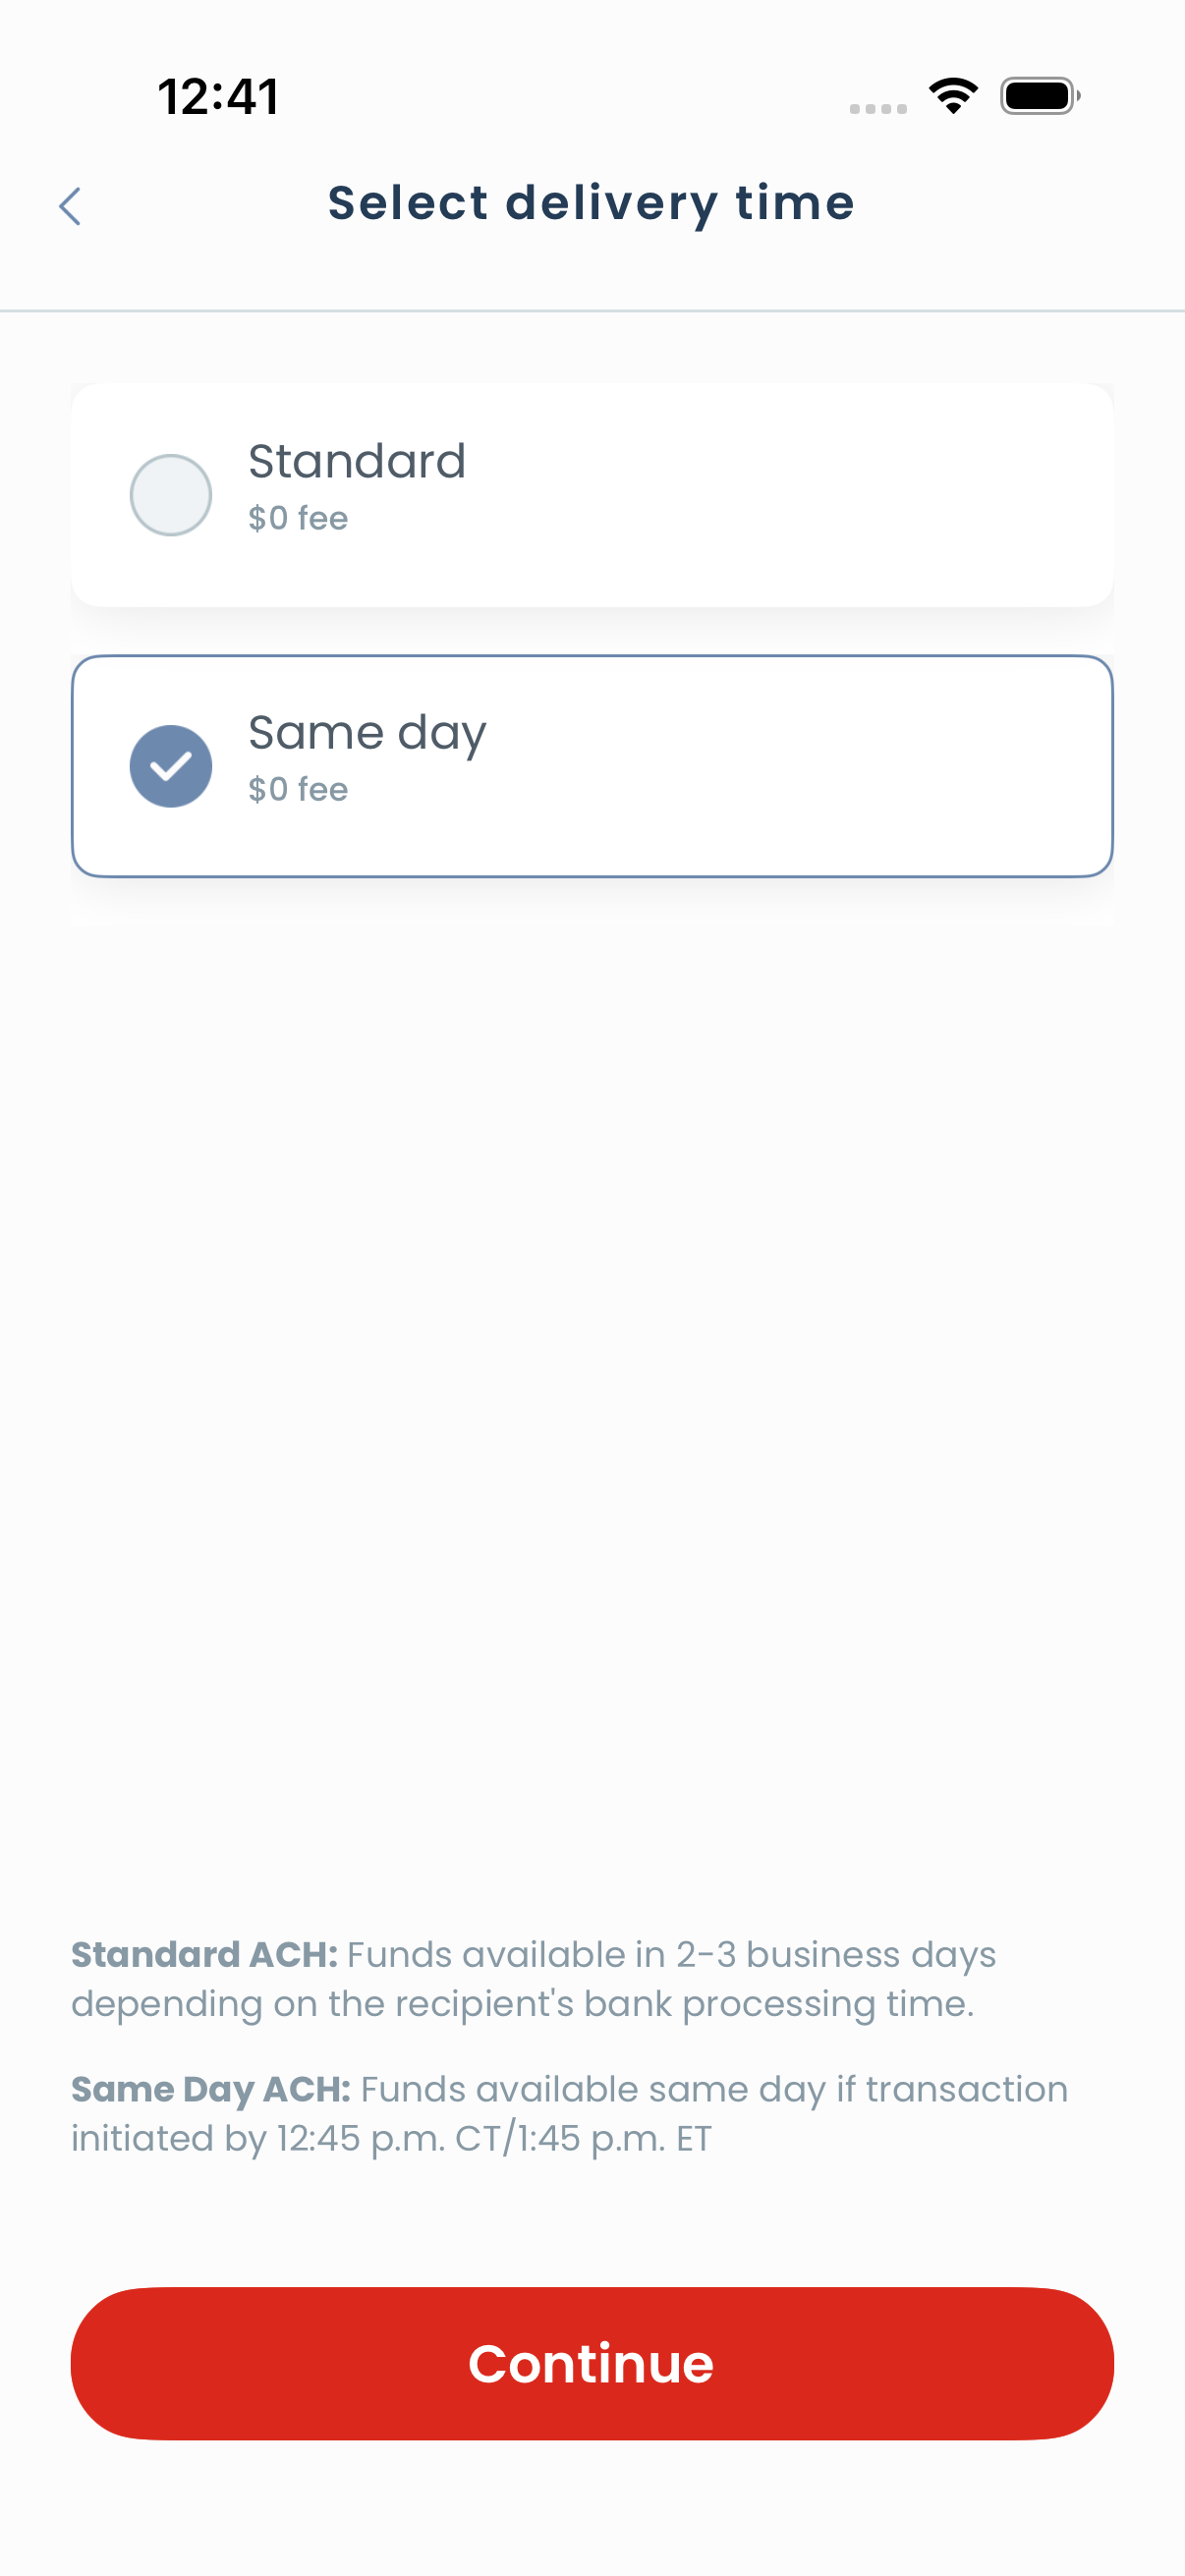 12:41
Select delivery time
Standard
$0 fee
Same day
$0 fee
Standard ACH: Funds available in 2-3 business days
depending on the recipient's bank processing time.
Same Day ACH: Funds available same day if transaction
initiated by 12:45 p.m. CT/1:45 p.m. ET
Continue